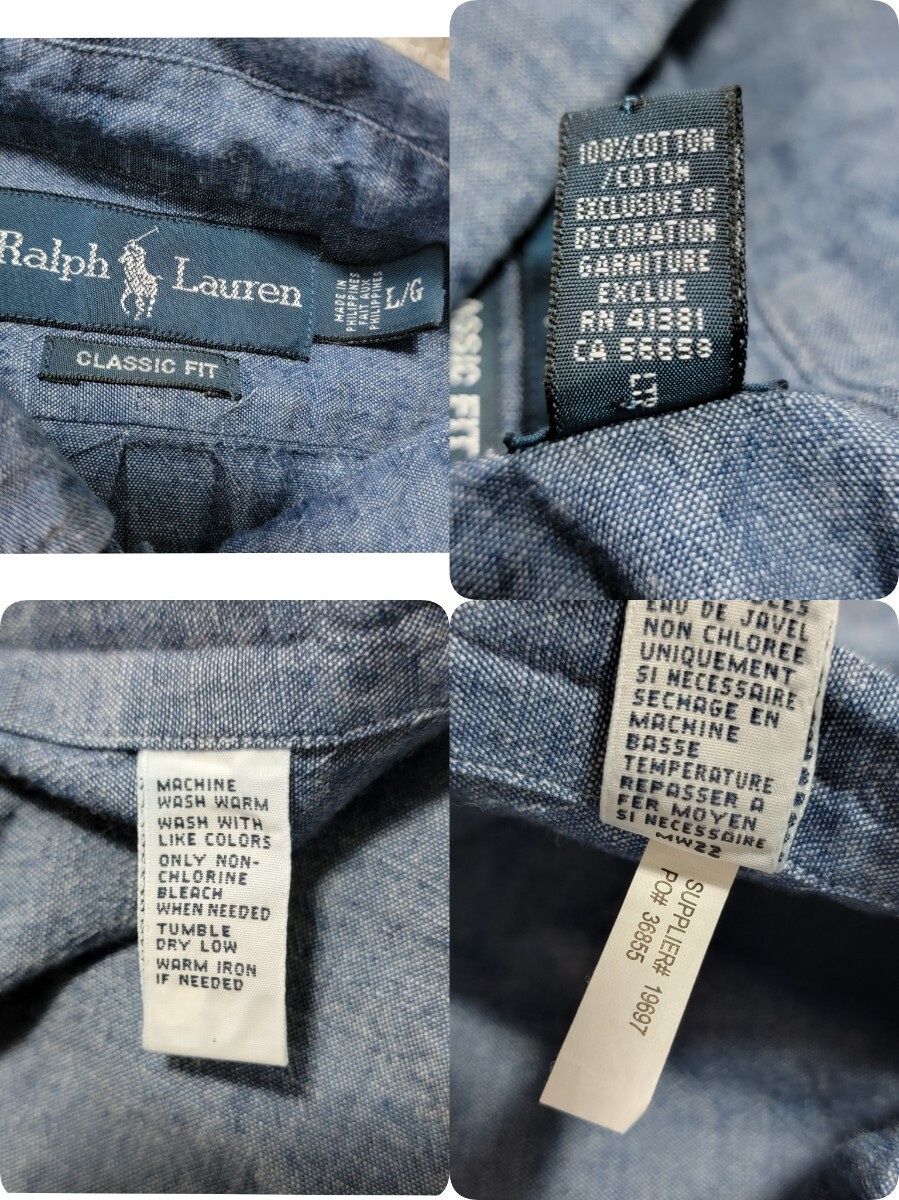 Ralph Lauren
MADE IN
PHILIPPINES
FAIT AUX
PHILIPPINES
L/G
CLASSIC FIT
100% COTTON
/COTON
EXCLUSIVE OF
DECORATION
GARNITURE
EXCLUE
RN 41381
CA 56658
FIT
MACHINE
WASH WARM
WASH WITH
LIKE COLORS
ONLY NON-
CHLORINE
BLEACH
WHEN NEEDED
TUMBLE
DRY LOW
WARM IRON
IF NEEDED
EAU DE JAVEL
NON CHLOREE
UNIQUEMENT
SI NECESSAIRE
SECHAGE EN
MACHINE
BASSE
TEMPERATURE
REPASSER A
FER MOYEN
SI NECESSAIRE
MW22
SUPPLIER# 19697
PO# 36855